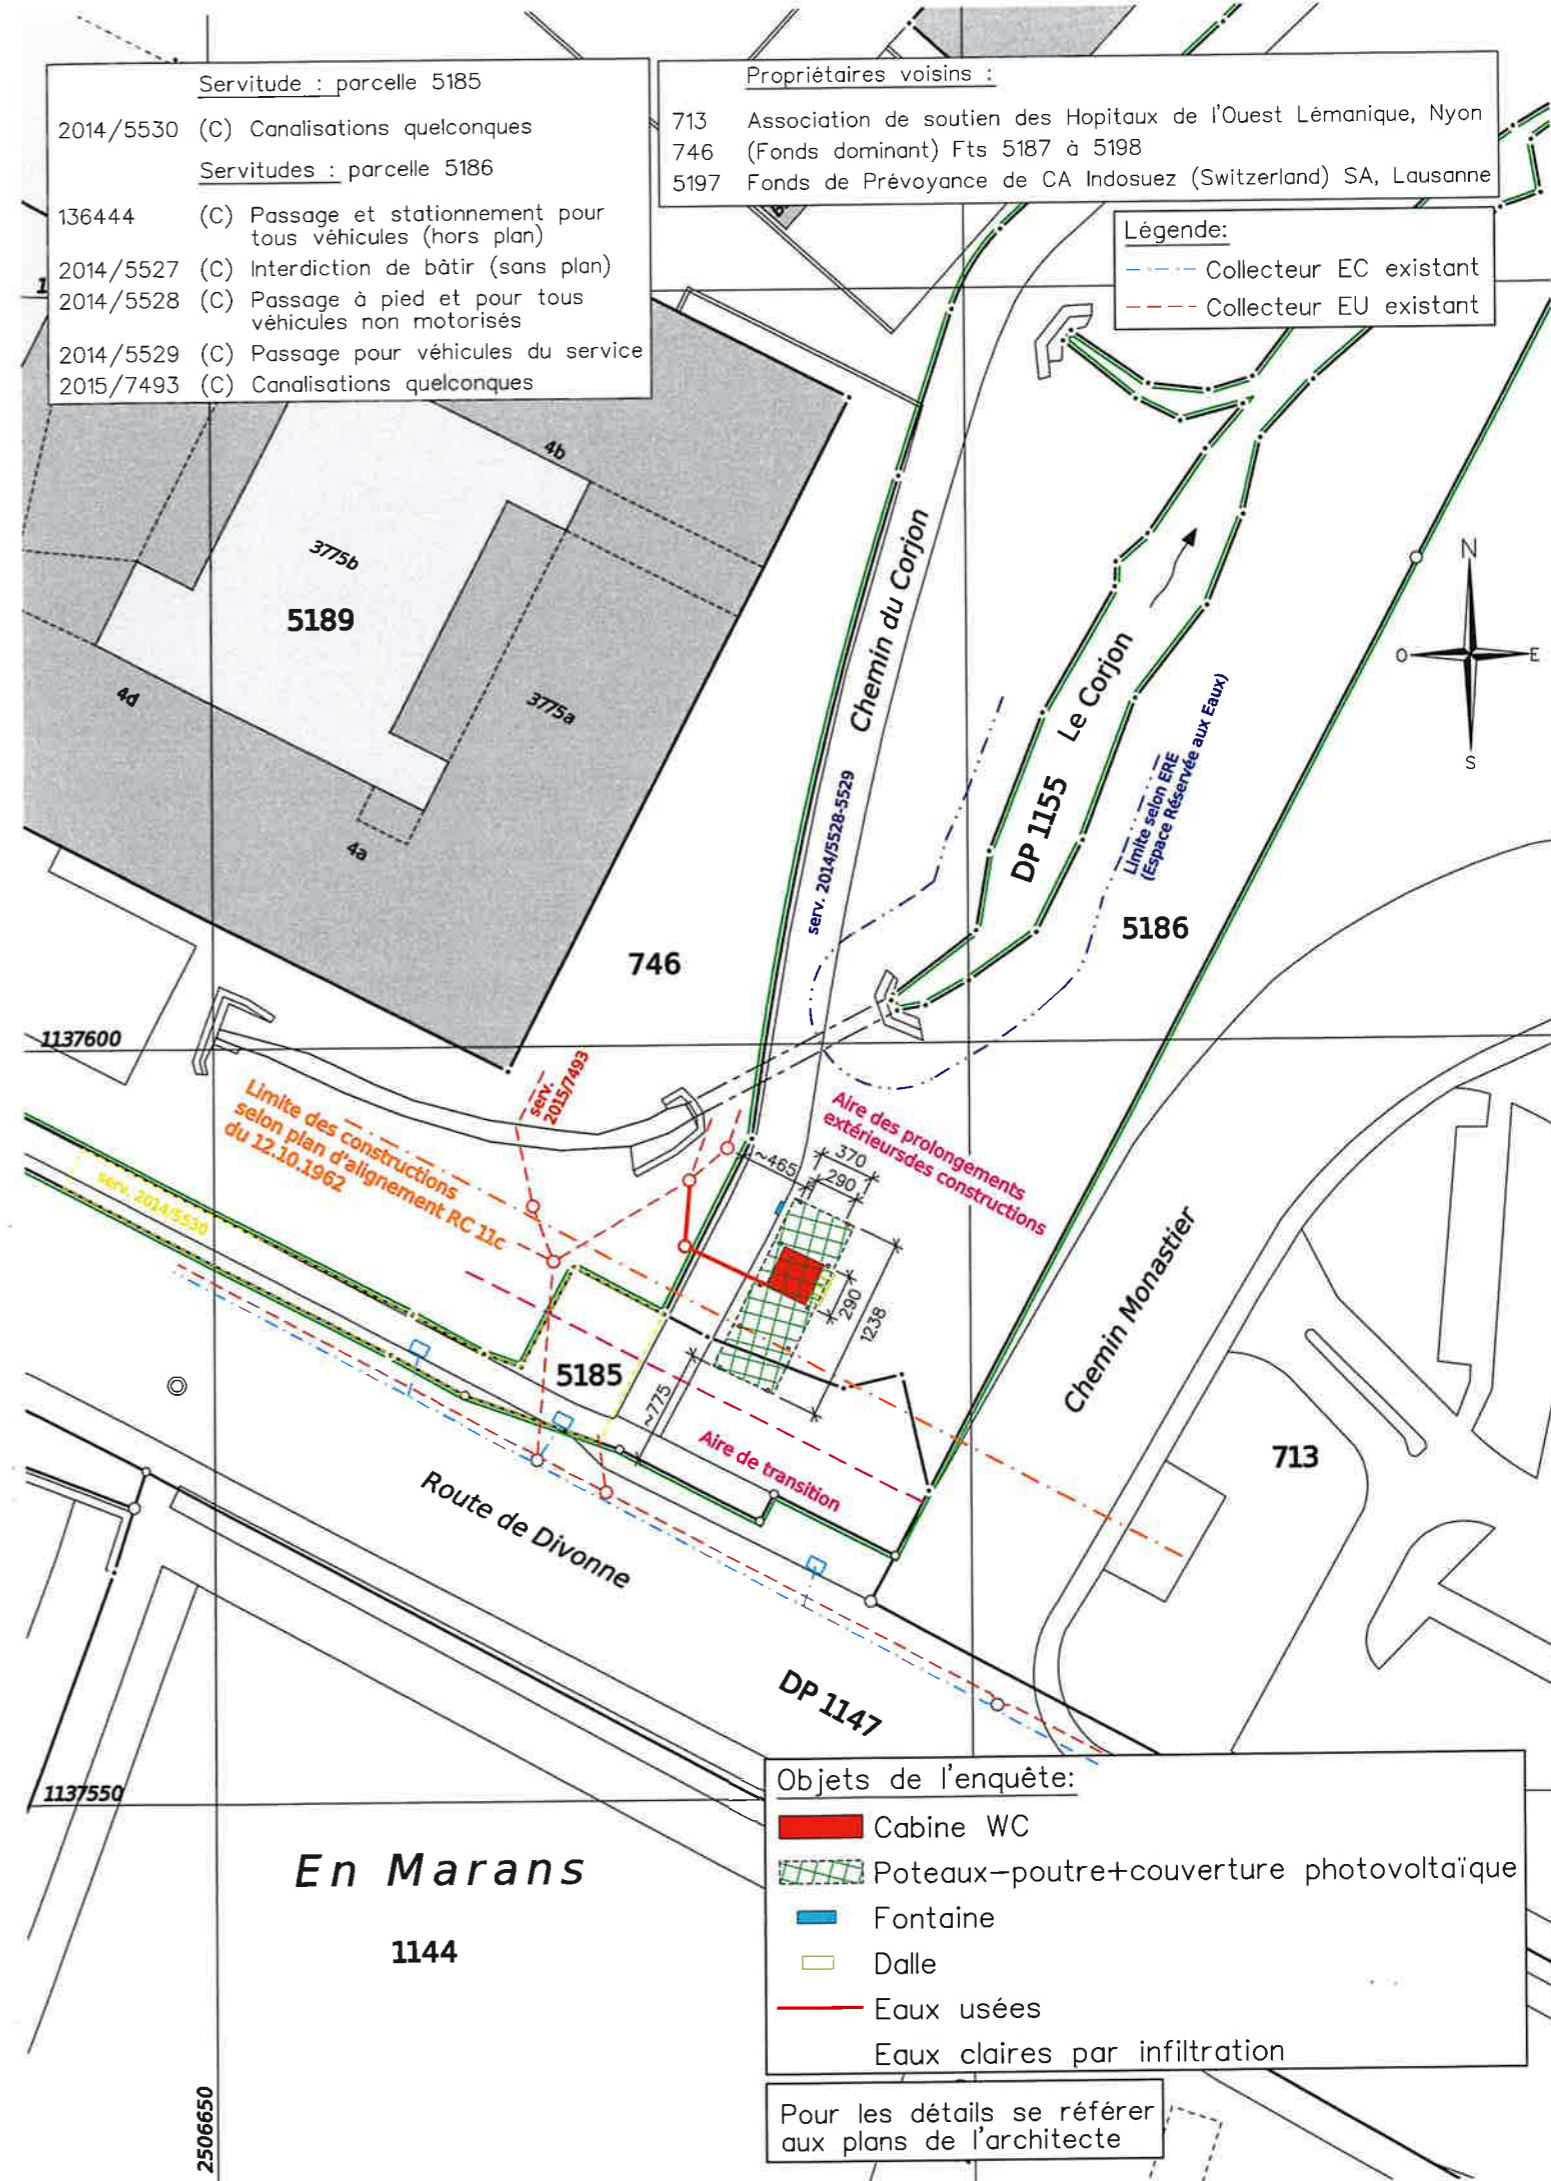 Servitude : parcelle 5185
2014/5530 (C) Canalisations quelconques
Servitudes : parcelle 5186
136444 (C) Passage et stationnement pour
tous véhicules (hors plan)
2014/5527 (C) Interdiction de bâtir (sans plan)
2014/5528 (C) Passage à pied et pour tous
véhicules non motorisés
2014/5529 (C) Passage pour véhicules du service
2015/7493 (C) Canalisations quelconques
Propriétaires voisins :
713 Association de soutien des Hopitaux de l'Ouest Lémanique, Nyon
746 (Fonds dominant) Fts 5187 à 5198
5197 Fonds de Prévoyance de CA Indosuez (Switzerland) SA, Lausanne
Légende:
Collecteur EC existant
Collecteur EU existant
4b
3775b
5189
4d
3775a
4a
Chemin du Corjon
serv. 2014/5528-5529
Le Corjon
DP 1155
Limite selon ERE
(Espace Réservée aux Eaux)
N
O
E
S
5186
746
1137600
serv.
2015/7493
Limite des constructions
selon plan d'alignement RC 11c
du 12.10.1962
serv. 2014/5530
Aire des prolongements
extérieursdes constructions
~465
370
290
290
1238
~775
5185
Aire de transition
Chemin Monastier
713
Route de Divonne
DP 1147
1137550
En Marans
1144
2506650
Objets de l'enquête:
Cabine WC
Poteaux-poutre+couverture photovoltaïque
Fontaine
Dalle
Eaux usées
Eaux claires par infiltration
Pour les détails se référer
aux plans de l'architecte